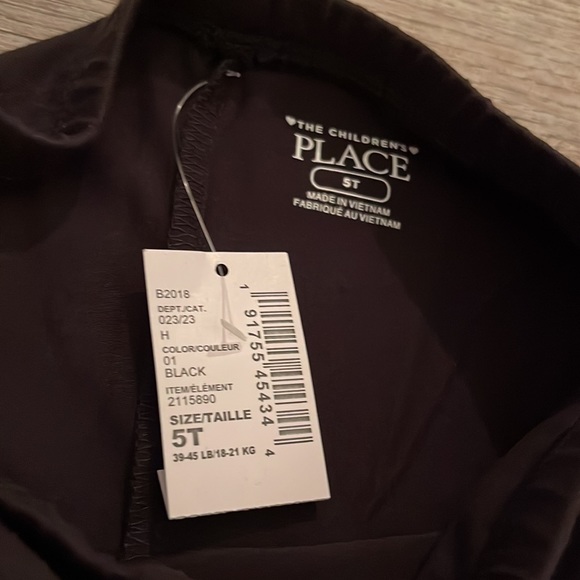 ♥THE CHILDREN'S♥
PLACE
5T
MADE IN VIETNAM
FABRIQUÉ AU VIETNAM
B2018
DEPT./CAT.
023/23
H
COLOR/COULEUR
01
BLACK
ITEM/ÉLÉMENT
2115890
SIZE/TAILLE
5T
39-45 LB/18-21 KG
1 91755 45434 4